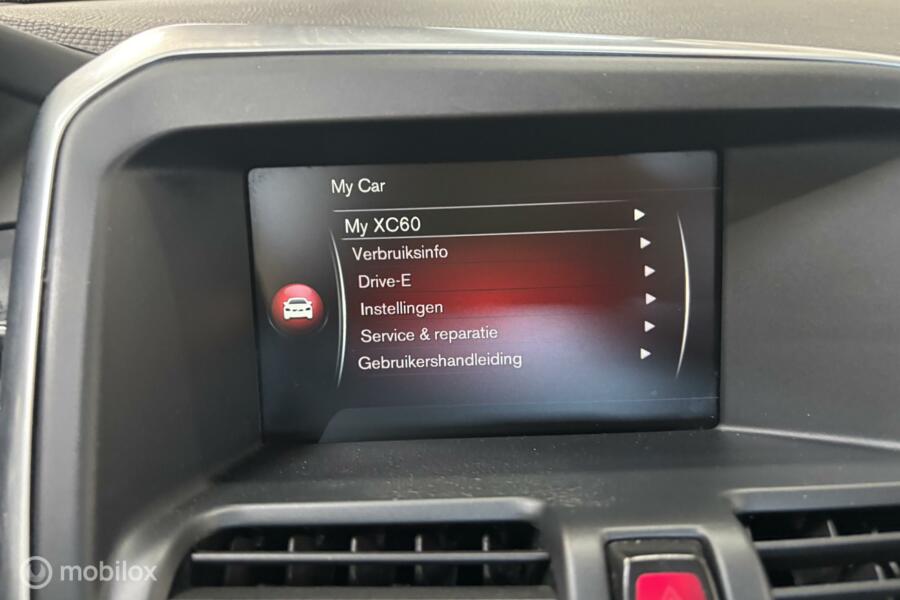 My Car
My XC60
Verbruiksinfo
Drive-E
Instellingen
Service & reparatie
Gebruikershandleiding
mobilox